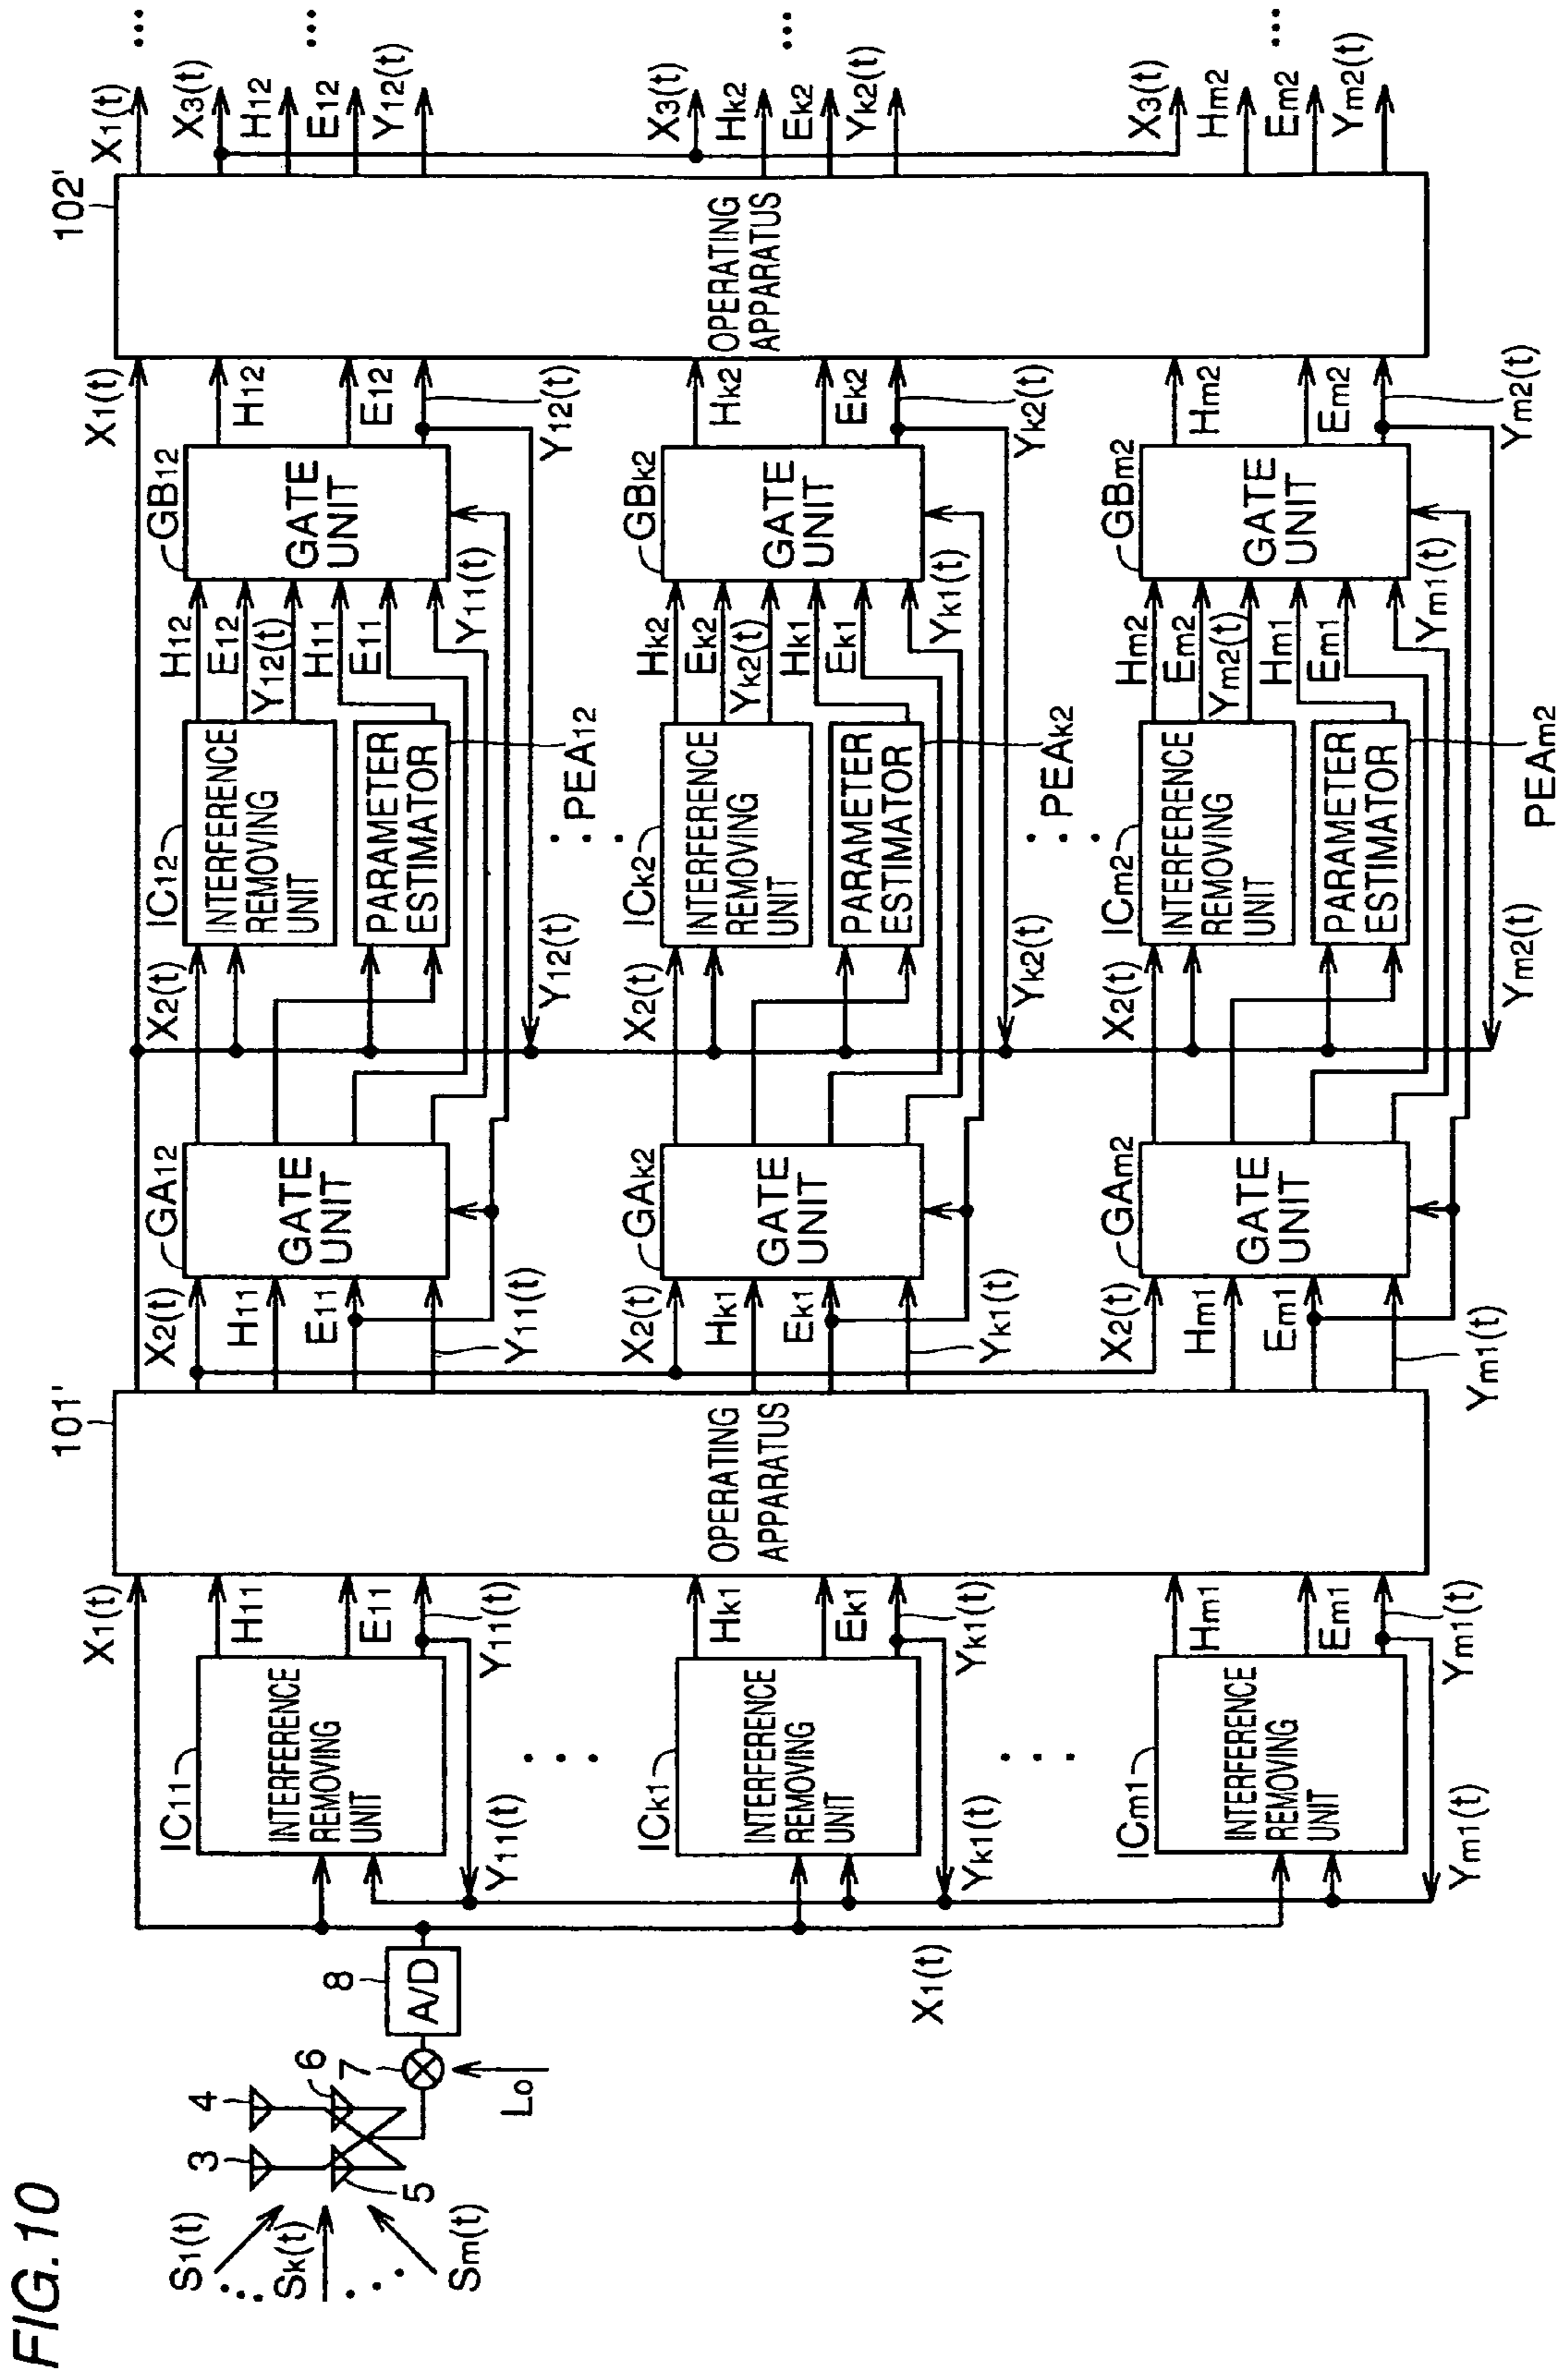 FIG.10
S1(t)
Sk(t)
Sm(t)
3
4
5
6
7
8
A/D
Lo
X1(t)
X1(t)
IC11
INTERFERENCE
REMOVING
UNIT
H11
E11
Y11(t)
Y11(t)
Y11(t)
ICk1
INTERFERENCE
REMOVING
UNIT
Hk1
Ek1
Yk1(t)
Yk1(t)
ICm1
INTERFERENCE
REMOVING
UNIT
Hm1
Em1
Ym1(t)
Ym1(t)
101'
OPERATING
APPARATUS
X2(t)
H11
E11
Y11(t)
GA12
GATE
UNIT
X2(t)
Hk1
Ek1
Yk1(t)
GAk2
GATE
UNIT
X2(t)
Hm1
Em1
Ym1(t)
GAm2
GATE
UNIT
X2(t)
IC12
INTERFERENCE
REMOVING
UNIT
PARAMETER
ESTIMATOR
PEA12
Y12(t)
H12
E12
Y12(t)
H11
E11
Y11(t)
GB12
GATE
UNIT
X2(t)
ICk2
INTERFERENCE
REMOVING
UNIT
PARAMETER
ESTIMATOR
PEAk2
Yk2(t)
Hk2
Ek2
Yk2(t)
Hk1
Ek1
Yk1(t)
GBk2
GATE
UNIT
X2(t)
ICm2
INTERFERENCE
REMOVING
UNIT
PARAMETER
ESTIMATOR
PEAm2
Ym2(t)
Hm2
Em2
Ym2(t)
Hm1
Em1
Ym1(t)
GBm2
GATE
UNIT
X1(t)
H12
E12
Y12(t)
Hk2
Ek2
Yk2(t)
Hm2
Em2
Ym2(t)
102'
OPERATING
APPARATUS
X1(t)
X3(t)
H12
E12
Y12(t)
X3(t)
Hk2
Ek2
Yk2(t)
X3(t)
Hm2
Em2
Ym2(t)